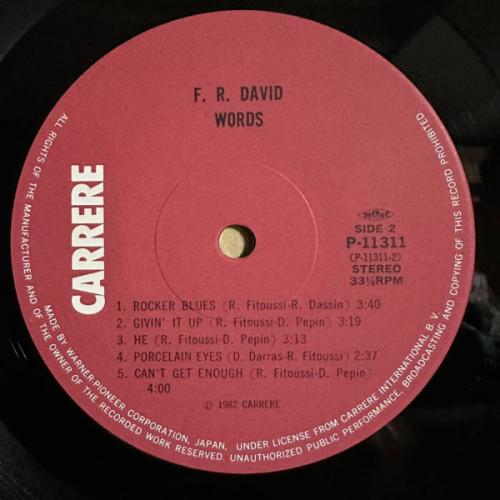 F. R. DAVID
WORDS
CARRERE
SIDE 2
P-11311
(P-11311-2)
STEREO
33⅓RPM
1. ROCKER BLUES (R. Fitoussi-R. Dassin) 3:40
2. GIVIN' IT UP (R. Fitoussi-D. Pepin) 3:19
3. HE (R. Fitoussi-D. Pepin) 3:13
4. PORCELAIN EYES (D. Darras-R. Fitoussi) 2:37
5. CAN'T GET ENOUGH (R. Fitoussi-D. Pepin)
4:00
℗ 1982 CARRERE
ALL RIGHTS OF THE MANUFACTURER AND OF THE OWNER OF THE RECORDED WORK RESERVED. UNAUTHORIZED PUBLIC PERFORMANCE, BROADCASTING AND COPYING OF THIS RECORD PROHIBITED.
MADE BY WARNER-PIONEER CORPORATION, JAPAN, UNDER LICENSE FROM CARRERE INTERNATIONAL B. V.